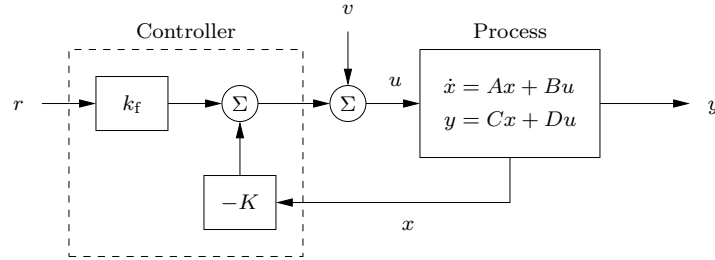 v
Controller
Process
r
k_f
Σ
Σ
u
ẋ = Ax + Bu
y = Cx + Du
y
−K
x